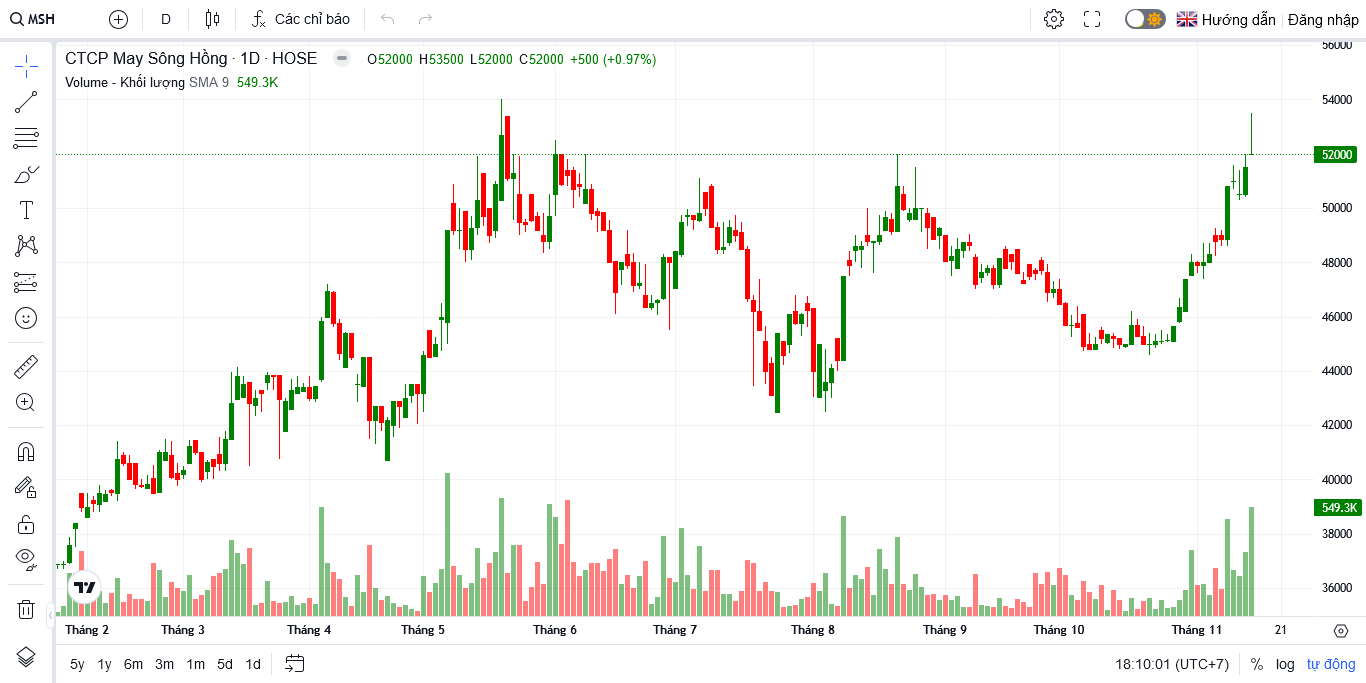 MSH D Các chỉ báo Hướng dẫn Đăng nhập
CTCP May Sông Hồng · 1D · HOSE O52000 H53500 L52000 C52000 +500 (+0.97%)
Volume - Khối lượng SMA 9 549.3K
56000
54000
52000
50000
48000
46000
44000
42000
40000
549.3K
38000
36000
Tháng 2 Tháng 3 Tháng 4 Tháng 5 Tháng 6 Tháng 7 Tháng 8 Tháng 9 Tháng 10 Tháng 11 21
5y 1y 6m 3m 1m 5d 1d 18:10:01 (UTC+7) % log tự động